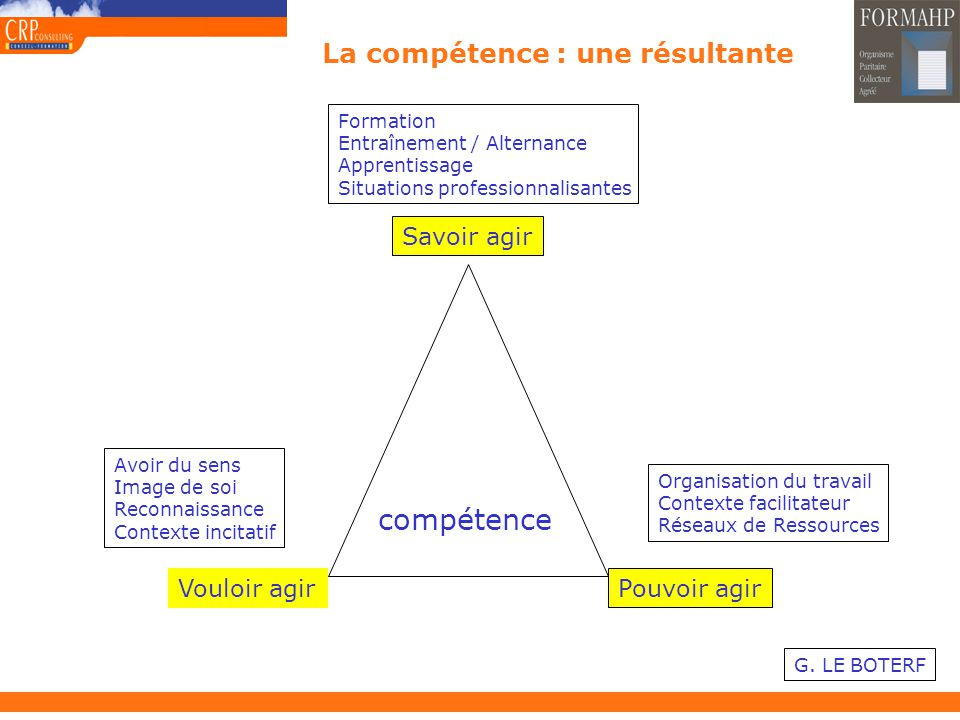 CRP CONSULTING
CONSEIL-FORMATION
La compétence : une résultante
FORMAHP
Organisme
Paritaire
Collecteur
Agréé
Formation
Entraînement / Alternance
Apprentissage
Situations professionnalisantes
Savoir agir
Avoir du sens
Image de soi
Reconnaissance
Contexte incitatif
Organisation du travail
Contexte facilitateur
Réseaux de Ressources
compétence
Vouloir agir
Pouvoir agir
G. LE BOTERF